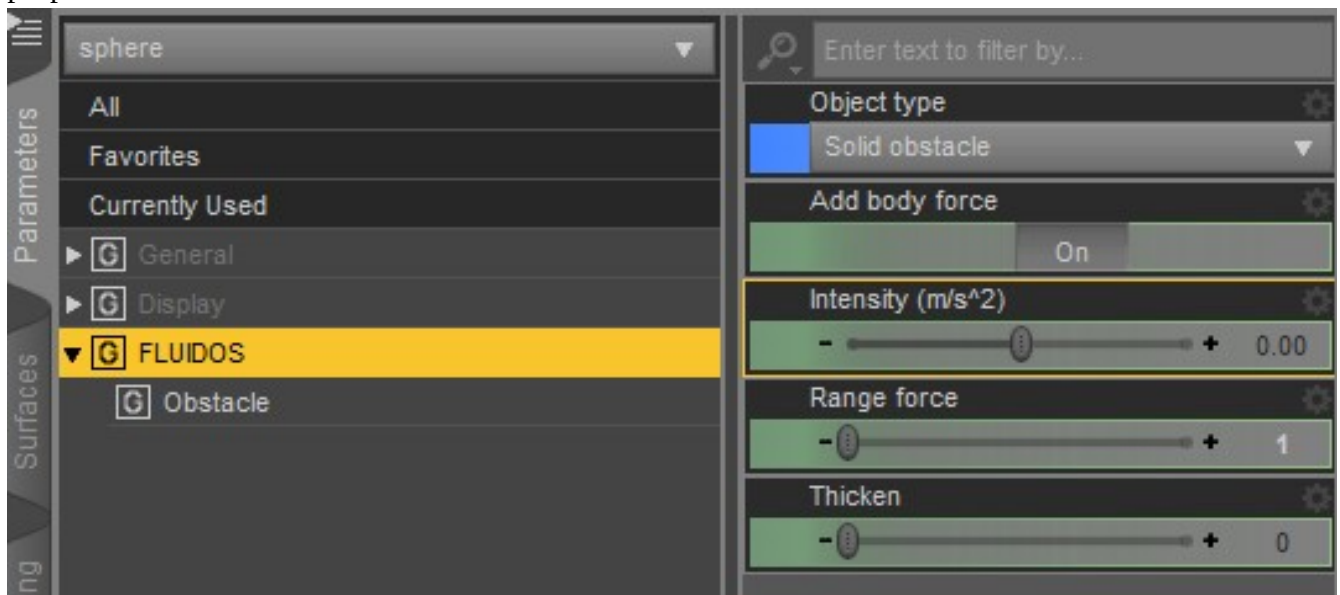 Parameters
Surfaces
sphere
All
Favorites
Currently Used
G General
G Display
G FLUIDOS
G Obstacle
Enter text to filter by...
Object type
Solid obstacle
Add body force
On
Intensity (m/s^2)
- + 0.00
Range force
- + 1
Thicken
- + 0